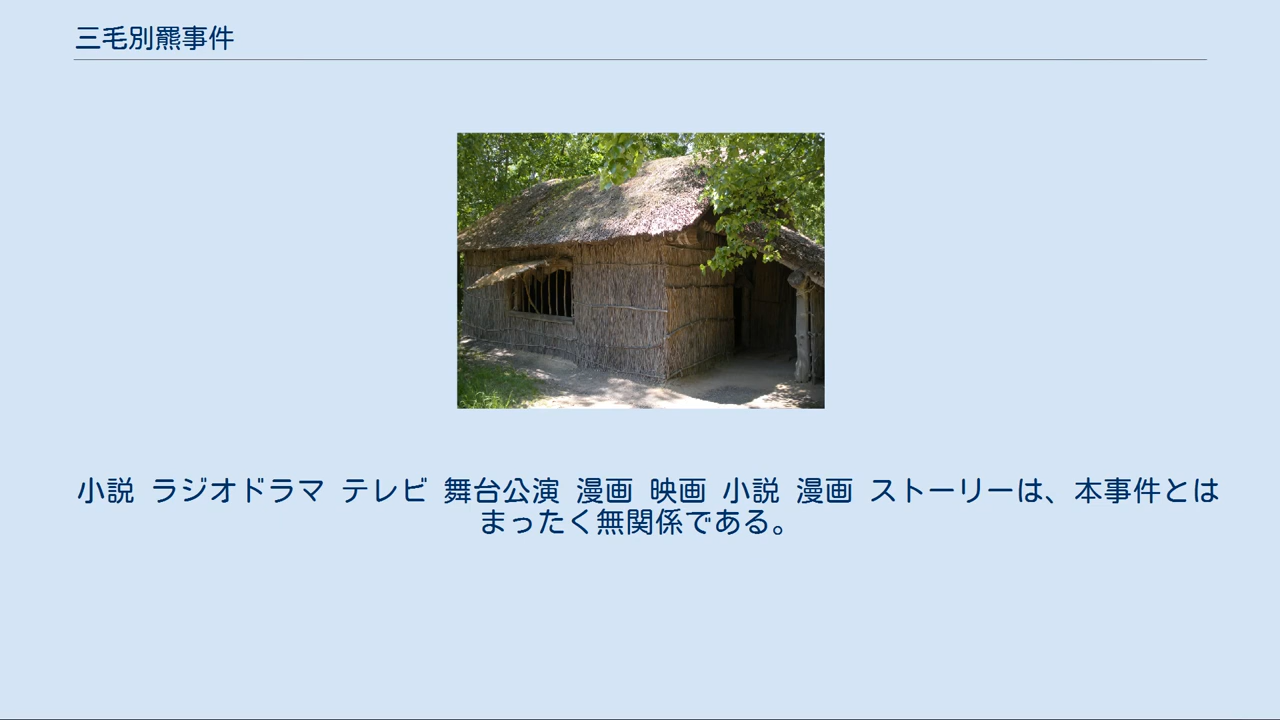 三毛別羆事件
小説 ラジオドラマ テレビ 舞台公演 漫画 映画 小説 漫画 ストーリーは、本事件とは
まったく無関係である。